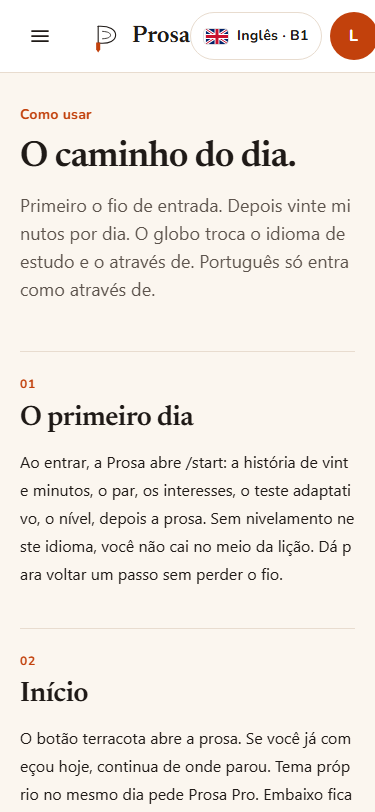 Prosa
Inglês · B1
L
Como usar
O caminho do dia.
Primeiro o fio de entrada. Depois vinte mi
nutos por dia. O globo troca o idioma de
estudo e o através de. Português só entra
como através de.
01
O primeiro dia
Ao entrar, a Prosa abre /start: a história de vint
e minutos, o par, os interesses, o teste adaptati
vo, o nível, depois a prosa. Sem nivelamento ne
ste idioma, você não cai no meio da lição. Dá p
ara voltar um passo sem perder o fio.
02
Início
O botão terracota abre a prosa. Se você já com
eçou hoje, continua de onde parou. Tema próp
rio no mesmo dia pede Prosa Pro. Embaixo fica